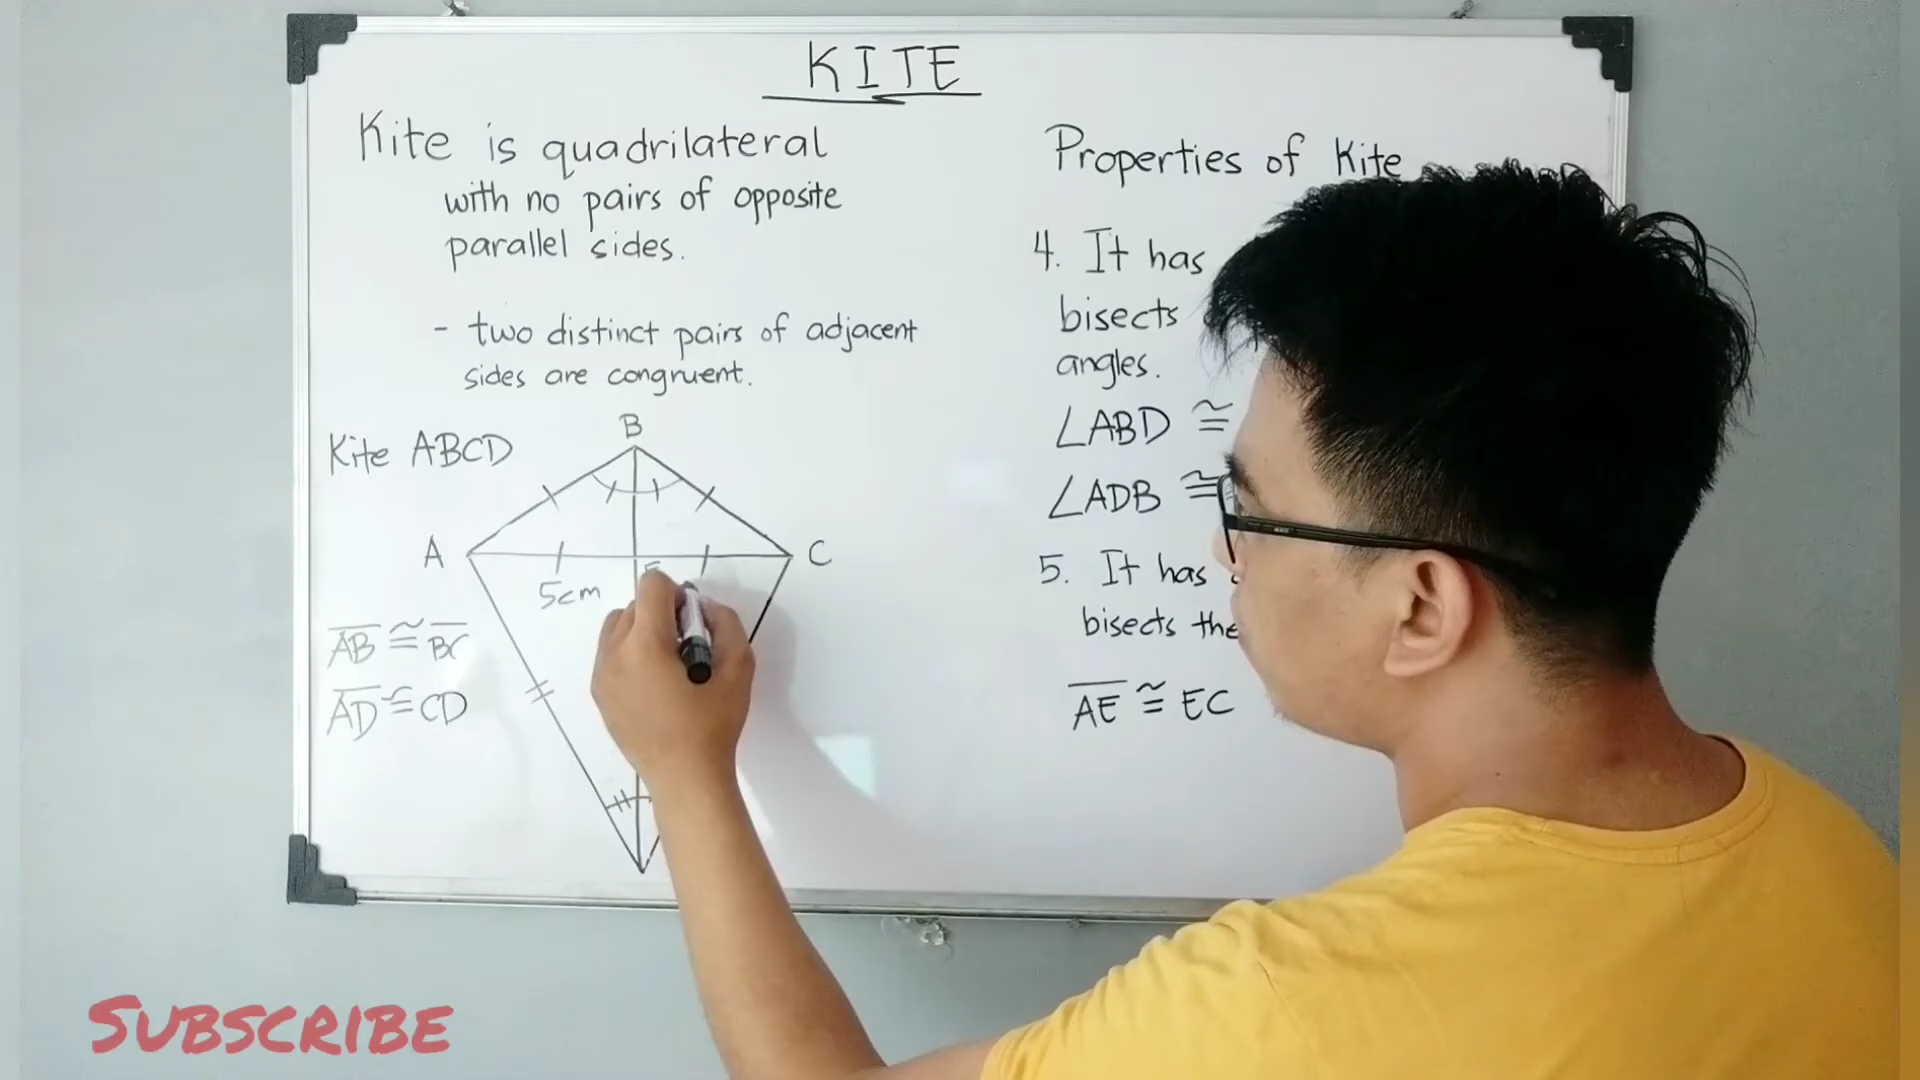 KITE
Kite is quadrilateral
with no pairs of opposite
parallel sides.
- two distinct pairs of adjacent
sides are congruent.
Kite ABCD
B
A
C
5cm
AB ≅ BC
AD ≅ CD
Properties of Kite
4. It has
bisects
angles.
∠ABD ≅
∠ADB ≅
5. It has
bisects the
AE ≅ EC
SUBSCRIBE